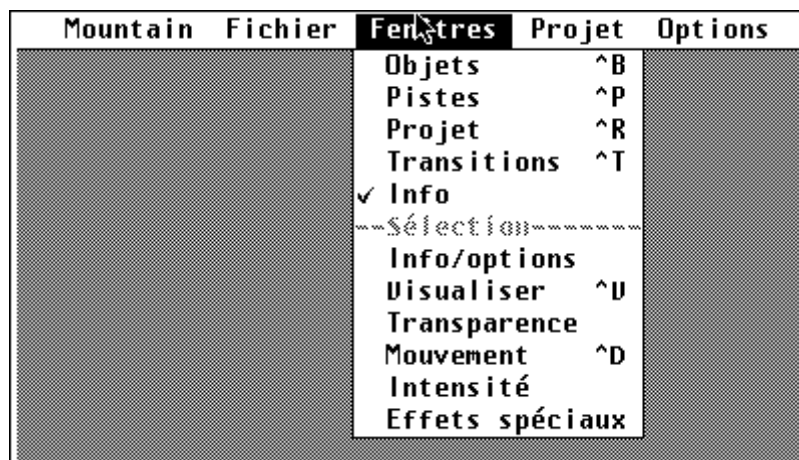 Mountain Fichier Fenêtres Projet Options
Objets ^B
Pistes ^P
Projet ^R
Transitions ^T
✓ Info
--Sélection-------
Info/options
Visualiser ^V
Transparence
Mouvement ^D
Intensité
Effets spéciaux